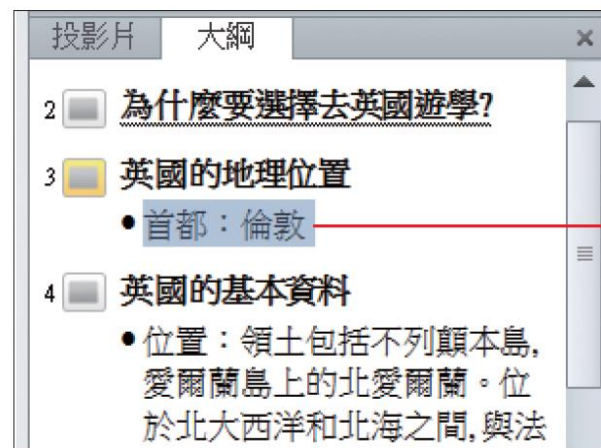 投影片 大綱
2 為什麼要選擇去英國遊學?
3 英國的地理位置
•首都：倫敦
4 英國的基本資料
•位置：領土包括不列顛本島,
愛爾蘭島上的北愛爾蘭。位
於北大西洋和北海之間,與法